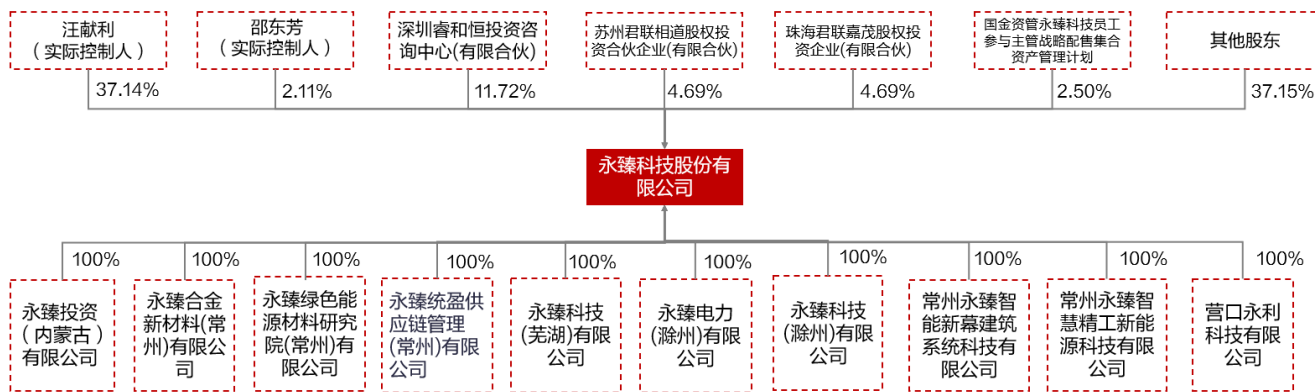 汪献利
（实际控制人）
邵东芳
（实际控制人）
深圳睿和恒投资咨
询中心(有限合伙)
苏州君联相道股权投
资合伙企业(有限合伙)
珠海君联嘉茂股权投
资企业(有限合伙)
国金资管永臻科技员工
参与主管战略配售集合
资产管理计划
其他股东
37.14%
2.11%
11.72%
4.69%
4.69%
2.50%
37.15%
永臻科技股份有
限公司
100%
100%
100%
100%
100%
100%
100%
100%
100%
100%
永臻投资
（内蒙古）
有限公司
永臻合金
新材料(常
州)有限公
司
永臻绿色能
源材料研究
院(常州)有
限公司
永臻统盈供
应链管理
(常州)有限
公司
永臻科技
(芜湖)有限
公司
永臻电力
(滁州)有限
公司
永臻科技
(滁州)有限
公司
常州永臻智
能新幕建筑
系统科技有
限公司
常州永臻智
慧精工新能
源科技有限
公司
营口永利
科技有限
公司